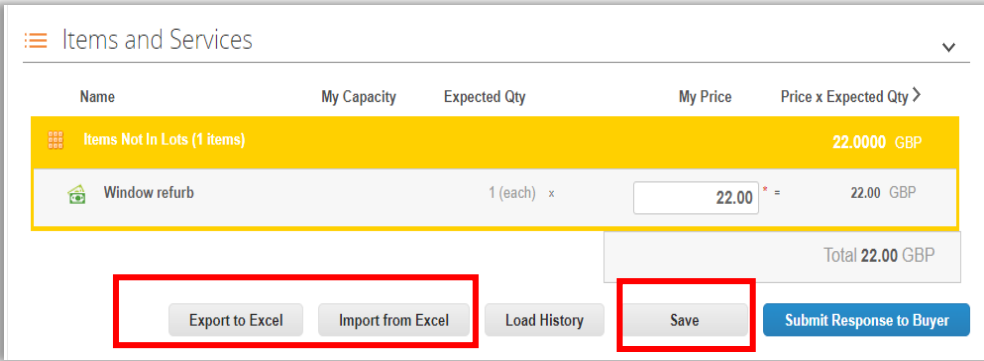 Items and Services
Name My Capacity Expected Qty My Price Price x Expected Qty >
Items Not In Lots (1 items) 22.0000 GBP
Window refurb 1 (each) x 22.00 * = 22.00 GBP
Total 22.00 GBP
Export to Excel Import from Excel Load History Save Submit Response to Buyer